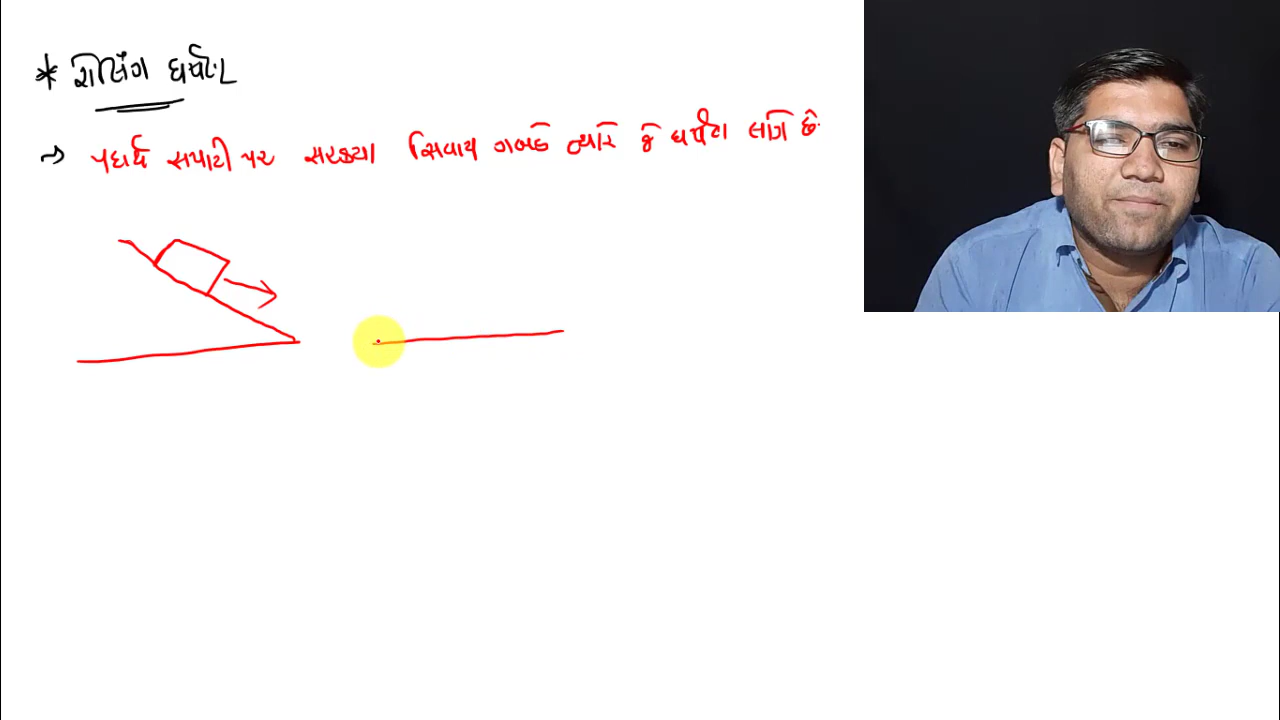 * રોલિંગ ઘર્ષણ
→ પદાર્થ સપાટી પર સરક્યા સિવાય ગબડે ત્યારે જે ઘર્ષણ લાગે છે.